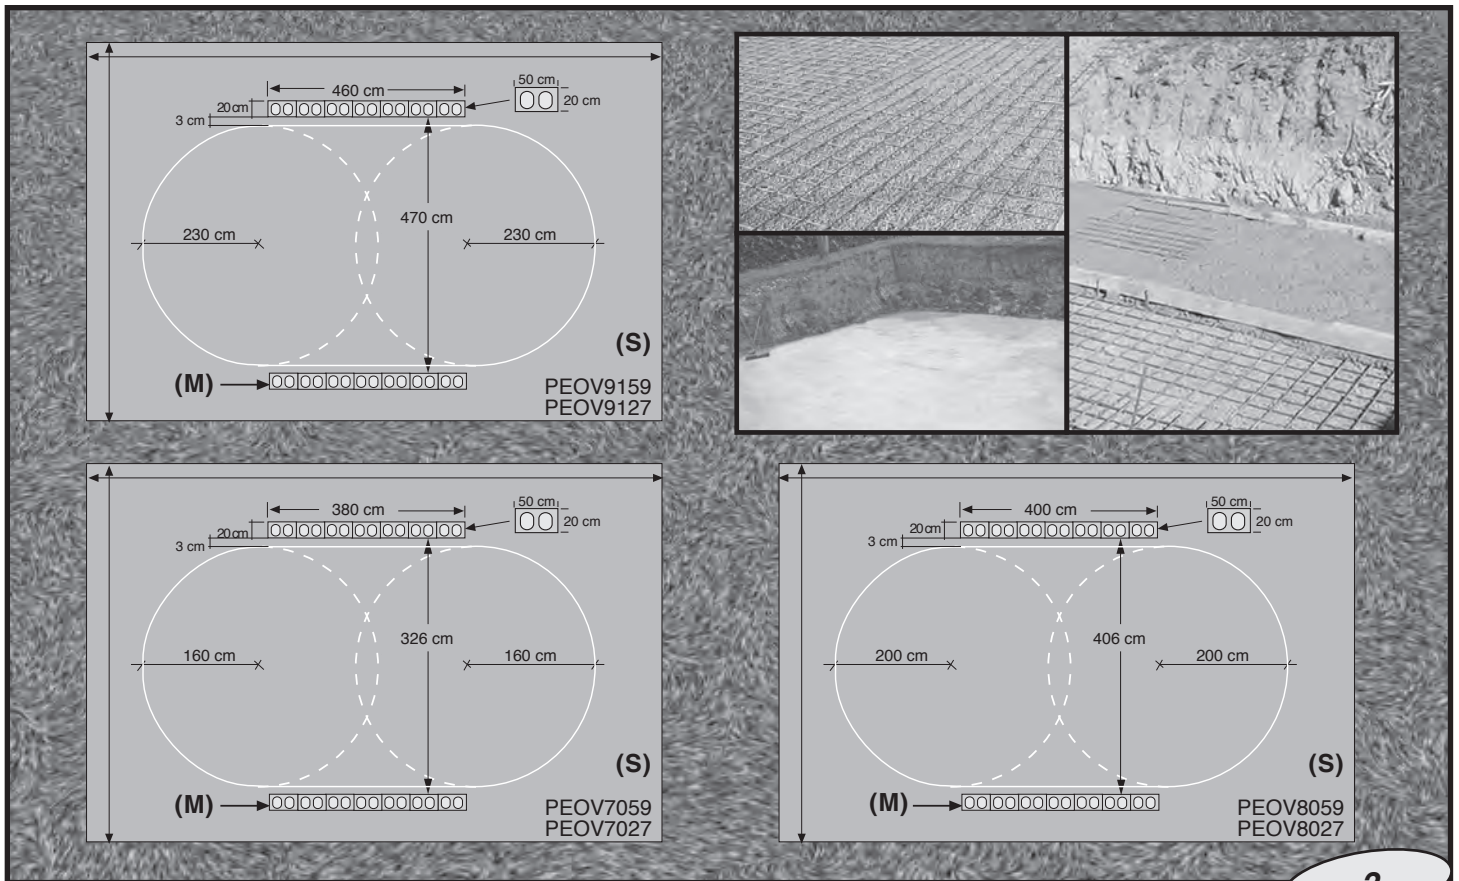 460 cm
50 cm
20 cm
20 cm
3 cm
470 cm
230 cm
230 cm
(S)
(M)
PEOV9159
PEOV9127
380 cm
50 cm
20 cm
20 cm
3 cm
326 cm
160 cm
160 cm
(S)
(M)
PEOV7059
PEOV7027
400 cm
50 cm
20 cm
20 cm
3 cm
406 cm
200 cm
200 cm
(S)
(M)
PEOV8059
PEOV8027